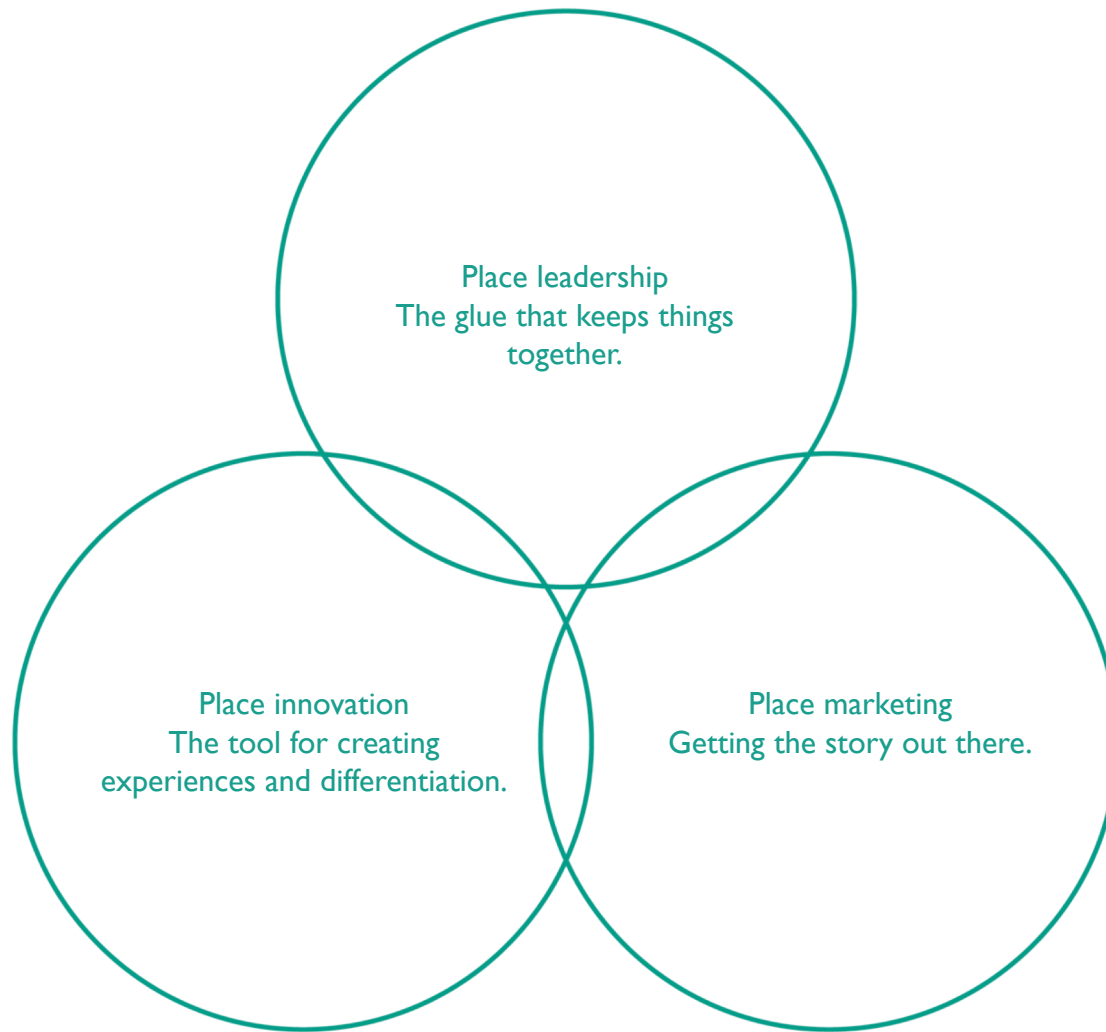 Place leadership
The glue that keeps things
together.
Place innovation
The tool for creating
experiences and differentiation.
Place marketing
Getting the story out there.